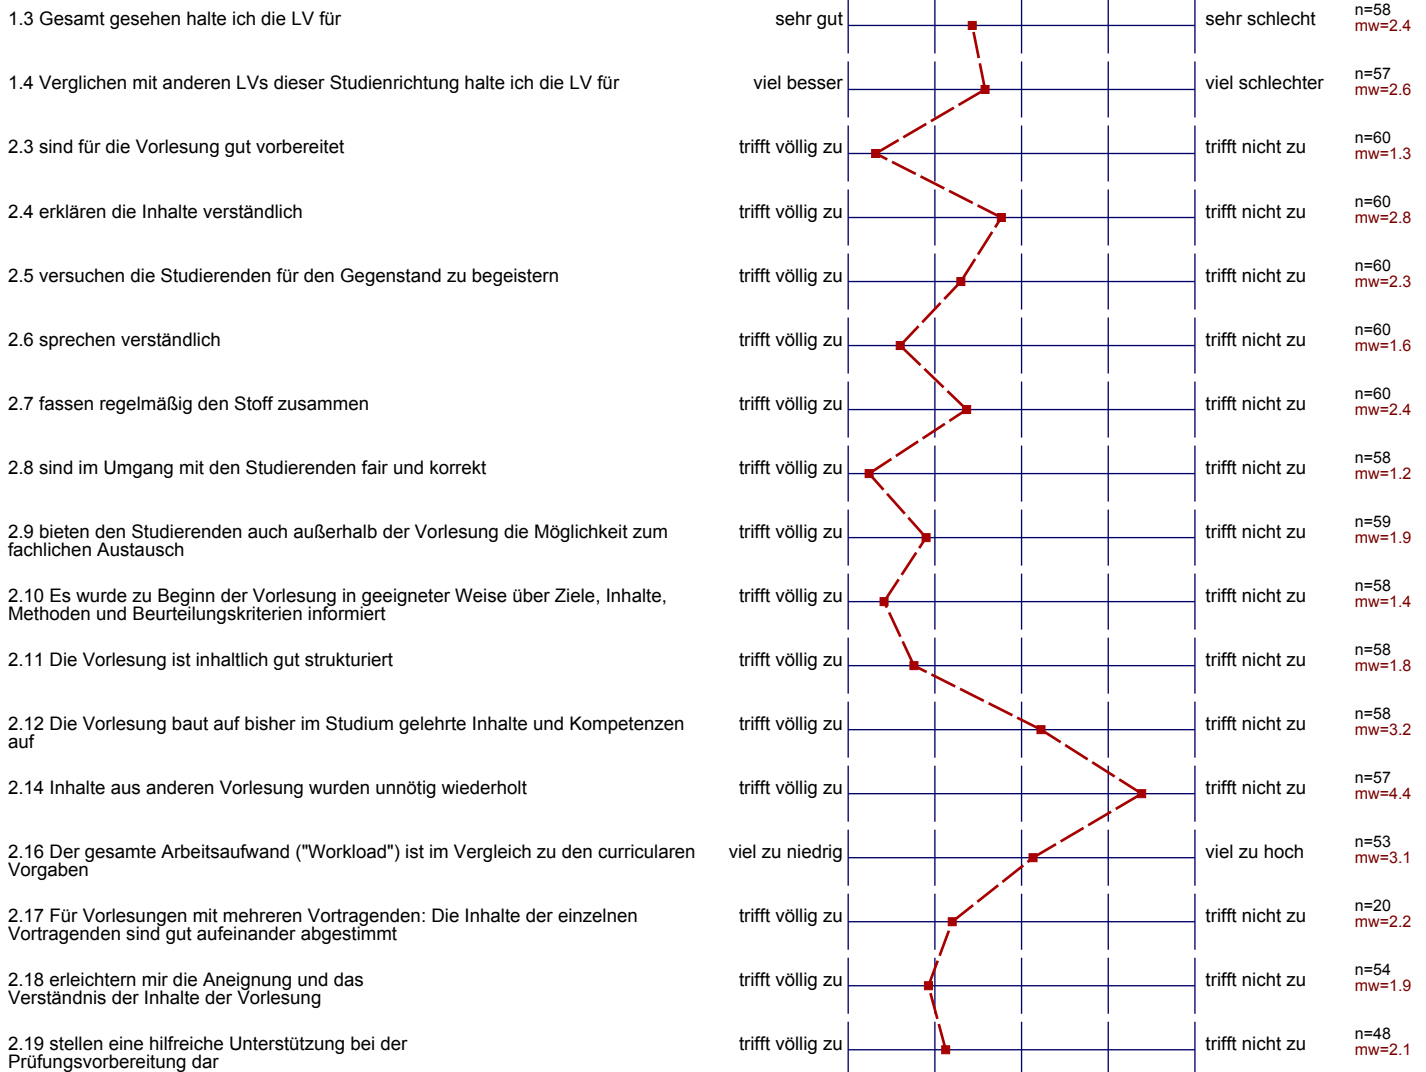 1.3 Gesamt gesehen halte ich die LV für sehr gut sehr schlecht n=58
mw=2.4
1.4 Verglichen mit anderen LVs dieser Studienrichtung halte ich die LV für viel besser viel schlechter n=57
mw=2.6
2.3 sind für die Vorlesung gut vorbereitet trifft völlig zu trifft nicht zu n=60
mw=1.3
2.4 erklären die Inhalte verständlich trifft völlig zu trifft nicht zu n=60
mw=2.8
2.5 versuchen die Studierenden für den Gegenstand zu begeistern trifft völlig zu trifft nicht zu n=60
mw=2.3
2.6 sprechen verständlich trifft völlig zu trifft nicht zu n=60
mw=1.6
2.7 fassen regelmäßig den Stoff zusammen trifft völlig zu trifft nicht zu n=60
mw=2.4
2.8 sind im Umgang mit den Studierenden fair und korrekt trifft völlig zu trifft nicht zu n=58
mw=1.2
2.9 bieten den Studierenden auch außerhalb der Vorlesung die Möglichkeit zum trifft völlig zu trifft nicht zu n=59
fachlichen Austausch mw=1.9
2.10 Es wurde zu Beginn der Vorlesung in geeigneter Weise über Ziele, Inhalte, trifft völlig zu trifft nicht zu n=58
Methoden und Beurteilungskriterien informiert mw=1.4
2.11 Die Vorlesung ist inhaltlich gut strukturiert trifft völlig zu trifft nicht zu n=58
mw=1.8
2.12 Die Vorlesung baut auf bisher im Studium gelehrte Inhalte und Kompetenzen trifft völlig zu trifft nicht zu n=58
auf mw=3.2
2.14 Inhalte aus anderen Vorlesung wurden unnötig wiederholt trifft völlig zu trifft nicht zu n=57
mw=4.4
2.16 Der gesamte Arbeitsaufwand ("Workload") ist im Vergleich zu den curricularen viel zu niedrig viel zu hoch n=53
Vorgaben mw=3.1
2.17 Für Vorlesungen mit mehreren Vortragenden: Die Inhalte der einzelnen trifft völlig zu trifft nicht zu n=20
Vortragenden sind gut aufeinander abgestimmt mw=2.2
2.18 erleichtern mir die Aneignung und das trifft völlig zu trifft nicht zu n=54
Verständnis der Inhalte der Vorlesung mw=1.9
2.19 stellen eine hilfreiche Unterstützung bei der trifft völlig zu trifft nicht zu n=48
Prüfungsvorbereitung dar mw=2.1